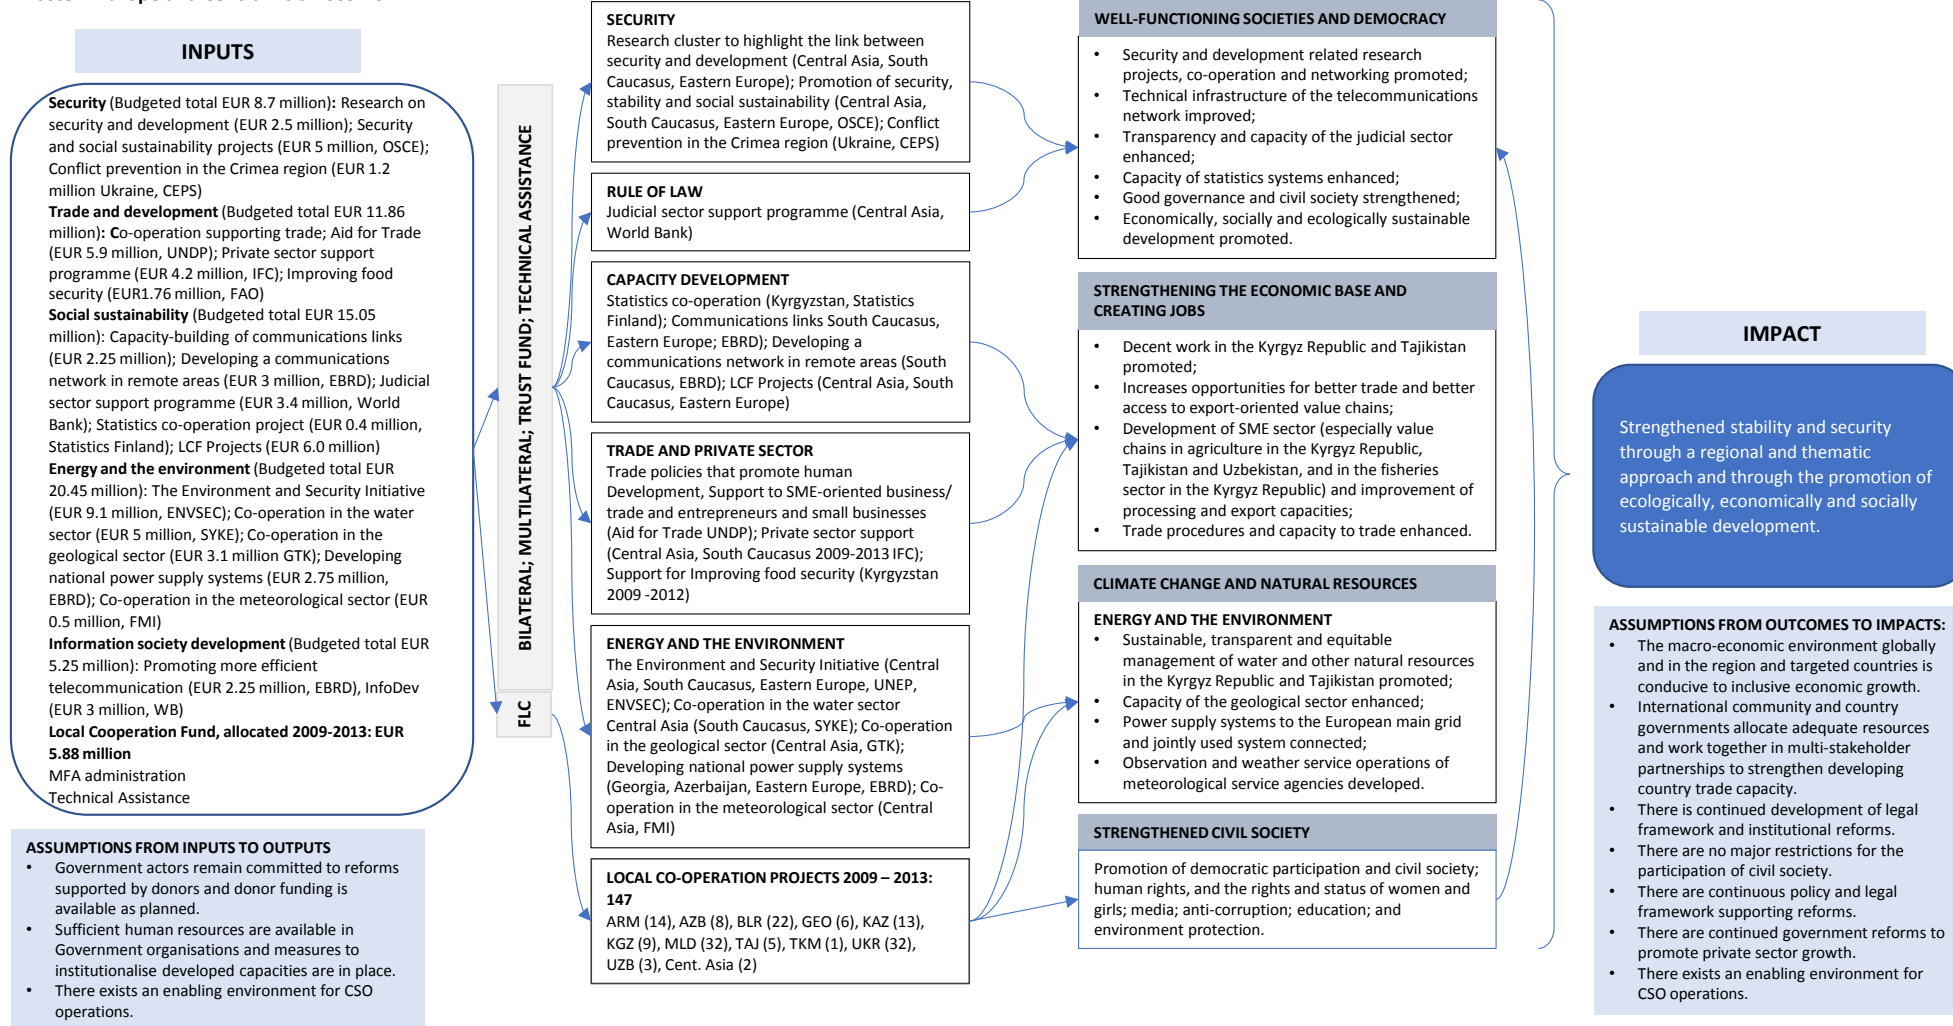 INPUTS
Security (Budgeted total EUR 8.7 million): Research on
security and development (EUR 2.5 million); Security
and social sustainability projects (EUR 5 million, OSCE);
Conflict prevention in the Crimea region (EUR 1.2
million Ukraine, CEPS)
Trade and development (Budgeted total EUR 11.86
million): Co-operation supporting trade; Aid for Trade
(EUR 5.9 million, UNDP); Private sector support
programme (EUR 4.2 million, IFC); Improving food
security (EUR1.76 million, FAO)
Social sustainability (Budgeted total EUR 15.05
million): Capacity-building of communications links
(EUR 2.25 million); Developing a communications
network in remote areas (EUR 3 million, EBRD); Judicial
sector support programme (EUR 3.4 million, World
Bank); Statistics co-operation project (EUR 0.4 million,
Statistics Finland); LCF Projects (EUR 6.0 million)
Energy and the environment (Budgeted total EUR
20.45 million): The Environment and Security Initiative
(EUR 9.1 million, ENVSEC); Co-operation in the water
sector (EUR 5 million, SYKE); Co-operation in the
geological sector (EUR 3.1 million GTK); Developing
national power supply systems (EUR 2.75 million,
EBRD); Co-operation in the meteorological sector (EUR
0.5 million, FMI)
Information society development (Budgeted total EUR
5.25 million): Promoting more efficient
telecommunication (EUR 2.25 million, EBRD), InfoDev
(EUR 3 million, WB)
Local Cooperation Fund, allocated 2009-2013: EUR
5.88 million
MFA administration
Technical Assistance
ASSUMPTIONS FROM INPUTS TO OUTPUTS
• Government actors remain committed to reforms
supported by donors and donor funding is
available as planned.
• Sufficient human resources are available in
Government organisations and measures to
institutionalise developed capacities are in place.
• There exists an enabling environment for CSO
operations.
BILATERAL; MULTILATERAL; TRUST FUND; TECHNICAL ASSISTANCE
FLC
SECURITY
Research cluster to highlight the link between
security and development (Central Asia, South
Caucasus, Eastern Europe); Promotion of security,
stability and social sustainability (Central Asia,
South Caucasus, Eastern Europe, OSCE); Conflict
prevention in the Crimea region (Ukraine, CEPS)
RULE OF LAW
Judicial sector support programme (Central Asia,
World Bank)
CAPACITY DEVELOPMENT
Statistics co-operation (Kyrgyzstan, Statistics
Finland); Communications links South Caucasus,
Eastern Europe; EBRD); Developing a
communications network in remote areas (South
Caucasus, EBRD); LCF Projects (Central Asia, South
Caucasus, Eastern Europe)
TRADE AND PRIVATE SECTOR
Trade policies that promote human
Development, Support to SME-oriented business/
trade and entrepreneurs and small businesses
(Aid for Trade UNDP); Private sector support
(Central Asia, South Caucasus 2009-2013 IFC);
Support for Improving food security (Kyrgyzstan
2009 -2012)
ENERGY AND THE ENVIRONMENT
The Environment and Security Initiative (Central
Asia, South Caucasus, Eastern Europe, UNEP,
ENVSEC); Co-operation in the water sector
Central Asia (South Caucasus, SYKE); Co-operation
in the geological sector (Central Asia, GTK);
Developing national power supply systems
(Georgia, Azerbaijan, Eastern Europe, EBRD); Co-
operation in the meteorological sector (Central
Asia, FMI)
LOCAL CO-OPERATION PROJECTS 2009 – 2013:
147
ARM (14), AZB (8), BLR (22), GEO (6), KAZ (13),
KGZ (9), MLD (32), TAJ (5), TKM (1), UKR (32),
UZB (3), Cent. Asia (2)
WELL-FUNCTIONING SOCIETIES AND DEMOCRACY
• Security and development related research
projects, co-operation and networking promoted;
• Technical infrastructure of the telecommunications
network improved;
• Transparency and capacity of the judicial sector
enhanced;
• Capacity of statistics systems enhanced;
• Good governance and civil society strengthened;
• Economically, socially and ecologically sustainable
development promoted.
STRENGTHENING THE ECONOMIC BASE AND
CREATING JOBS
• Decent work in the Kyrgyz Republic and Tajikistan
promoted;
• Increases opportunities for better trade and better
access to export-oriented value chains;
• Development of SME sector (especially value
chains in agriculture in the Kyrgyz Republic,
Tajikistan and Uzbekistan, and in the fisheries
sector in the Kyrgyz Republic) and improvement of
processing and export capacities;
• Trade procedures and capacity to trade enhanced.
CLIMATE CHANGE AND NATURAL RESOURCES
ENERGY AND THE ENVIRONMENT
• Sustainable, transparent and equitable
management of water and other natural resources
in the Kyrgyz Republic and Tajikistan promoted;
• Capacity of the geological sector enhanced;
• Power supply systems to the European main grid
and jointly used system connected;
• Observation and weather service operations of
meteorological service agencies developed.
STRENGTHENED CIVIL SOCIETY
Promotion of democratic participation and civil society;
human rights, and the rights and status of women and
girls; media; anti-corruption; education; and
environment protection.
IMPACT
Strengthened stability and security
through a regional and thematic
approach and through the promotion of
ecologically, economically and socially
sustainable development.
ASSUMPTIONS FROM OUTCOMES TO IMPACTS:
• The macro-economic environment globally
and in the region and targeted countries is
conducive to inclusive economic growth.
• International community and country
governments allocate adequate resources
and work together in multi-stakeholder
partnerships to strengthen developing
country trade capacity.
• There is continued development of legal
framework and institutional reforms.
• There are no major restrictions for the
participation of civil society.
• There are continuous policy and legal
framework supporting reforms.
• There are continued government reforms to
promote private sector growth.
• There exists an enabling environment for
CSO operations.